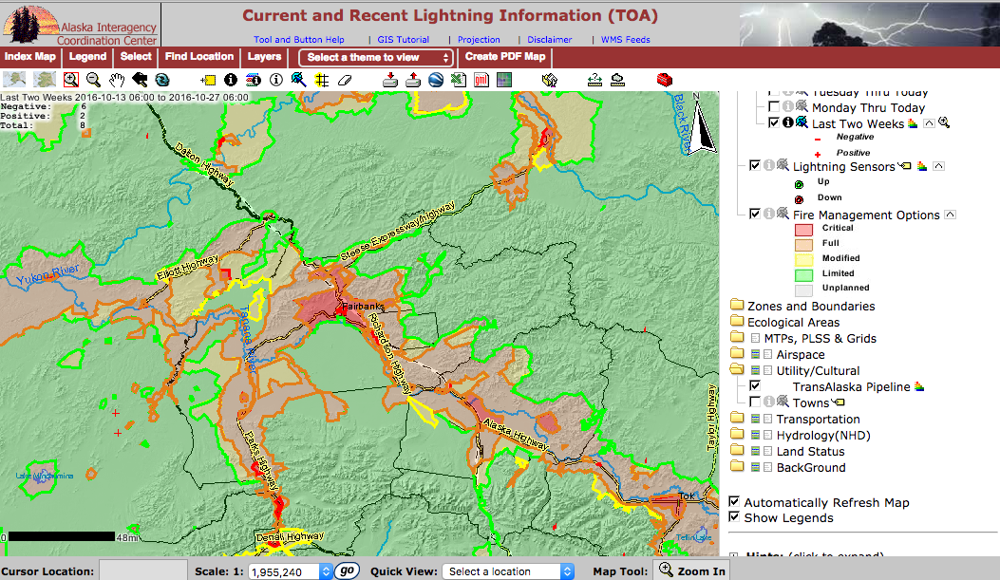 Alaska Interagency
Coordination Center
Current and Recent Lightning Information (TOA)
Tool and Button Help | GIS Tutorial | Projection | Disclaimer | WMS Feeds
Index Map
Legend
Select
Find Location
Layers
Select a theme to view
Create PDF Map
Last Two Weeks 2016-10-13 06:00 to 2016-10-27 06:00
Negative: 6
Positive: 2
Total: 8
N
Black River
Dalton Highway
Steese Expressway/highway
Elliott Highway
Yukon River
Fairbanks
Tanana River
Richardson Highway
Alaska Highway
Taylor Highway
Parks Highway
Lake Minchumina
Tok
Tetlin Lake
Denali Highway
0 48mi
Tuesday Thru Today
Monday Thru Today
Last Two Weeks
Negative
Positive
Lightning Sensors
Up
Down
Fire Management Options
Critical
Full
Modified
Limited
Unplanned
Zones and Boundaries
Ecological Areas
MTPs, PLSS & Grids
Airspace
Utility/Cultural
TransAlaska Pipeline
Towns
Transportation
Hydrology(NHD)
Land Status
BackGround
Automatically Refresh Map
Show Legends
Hints: (click to expand)
Cursor Location:
Scale: 1: 1,955,240 go
Quick View: Select a location
Map Tool: Zoom In